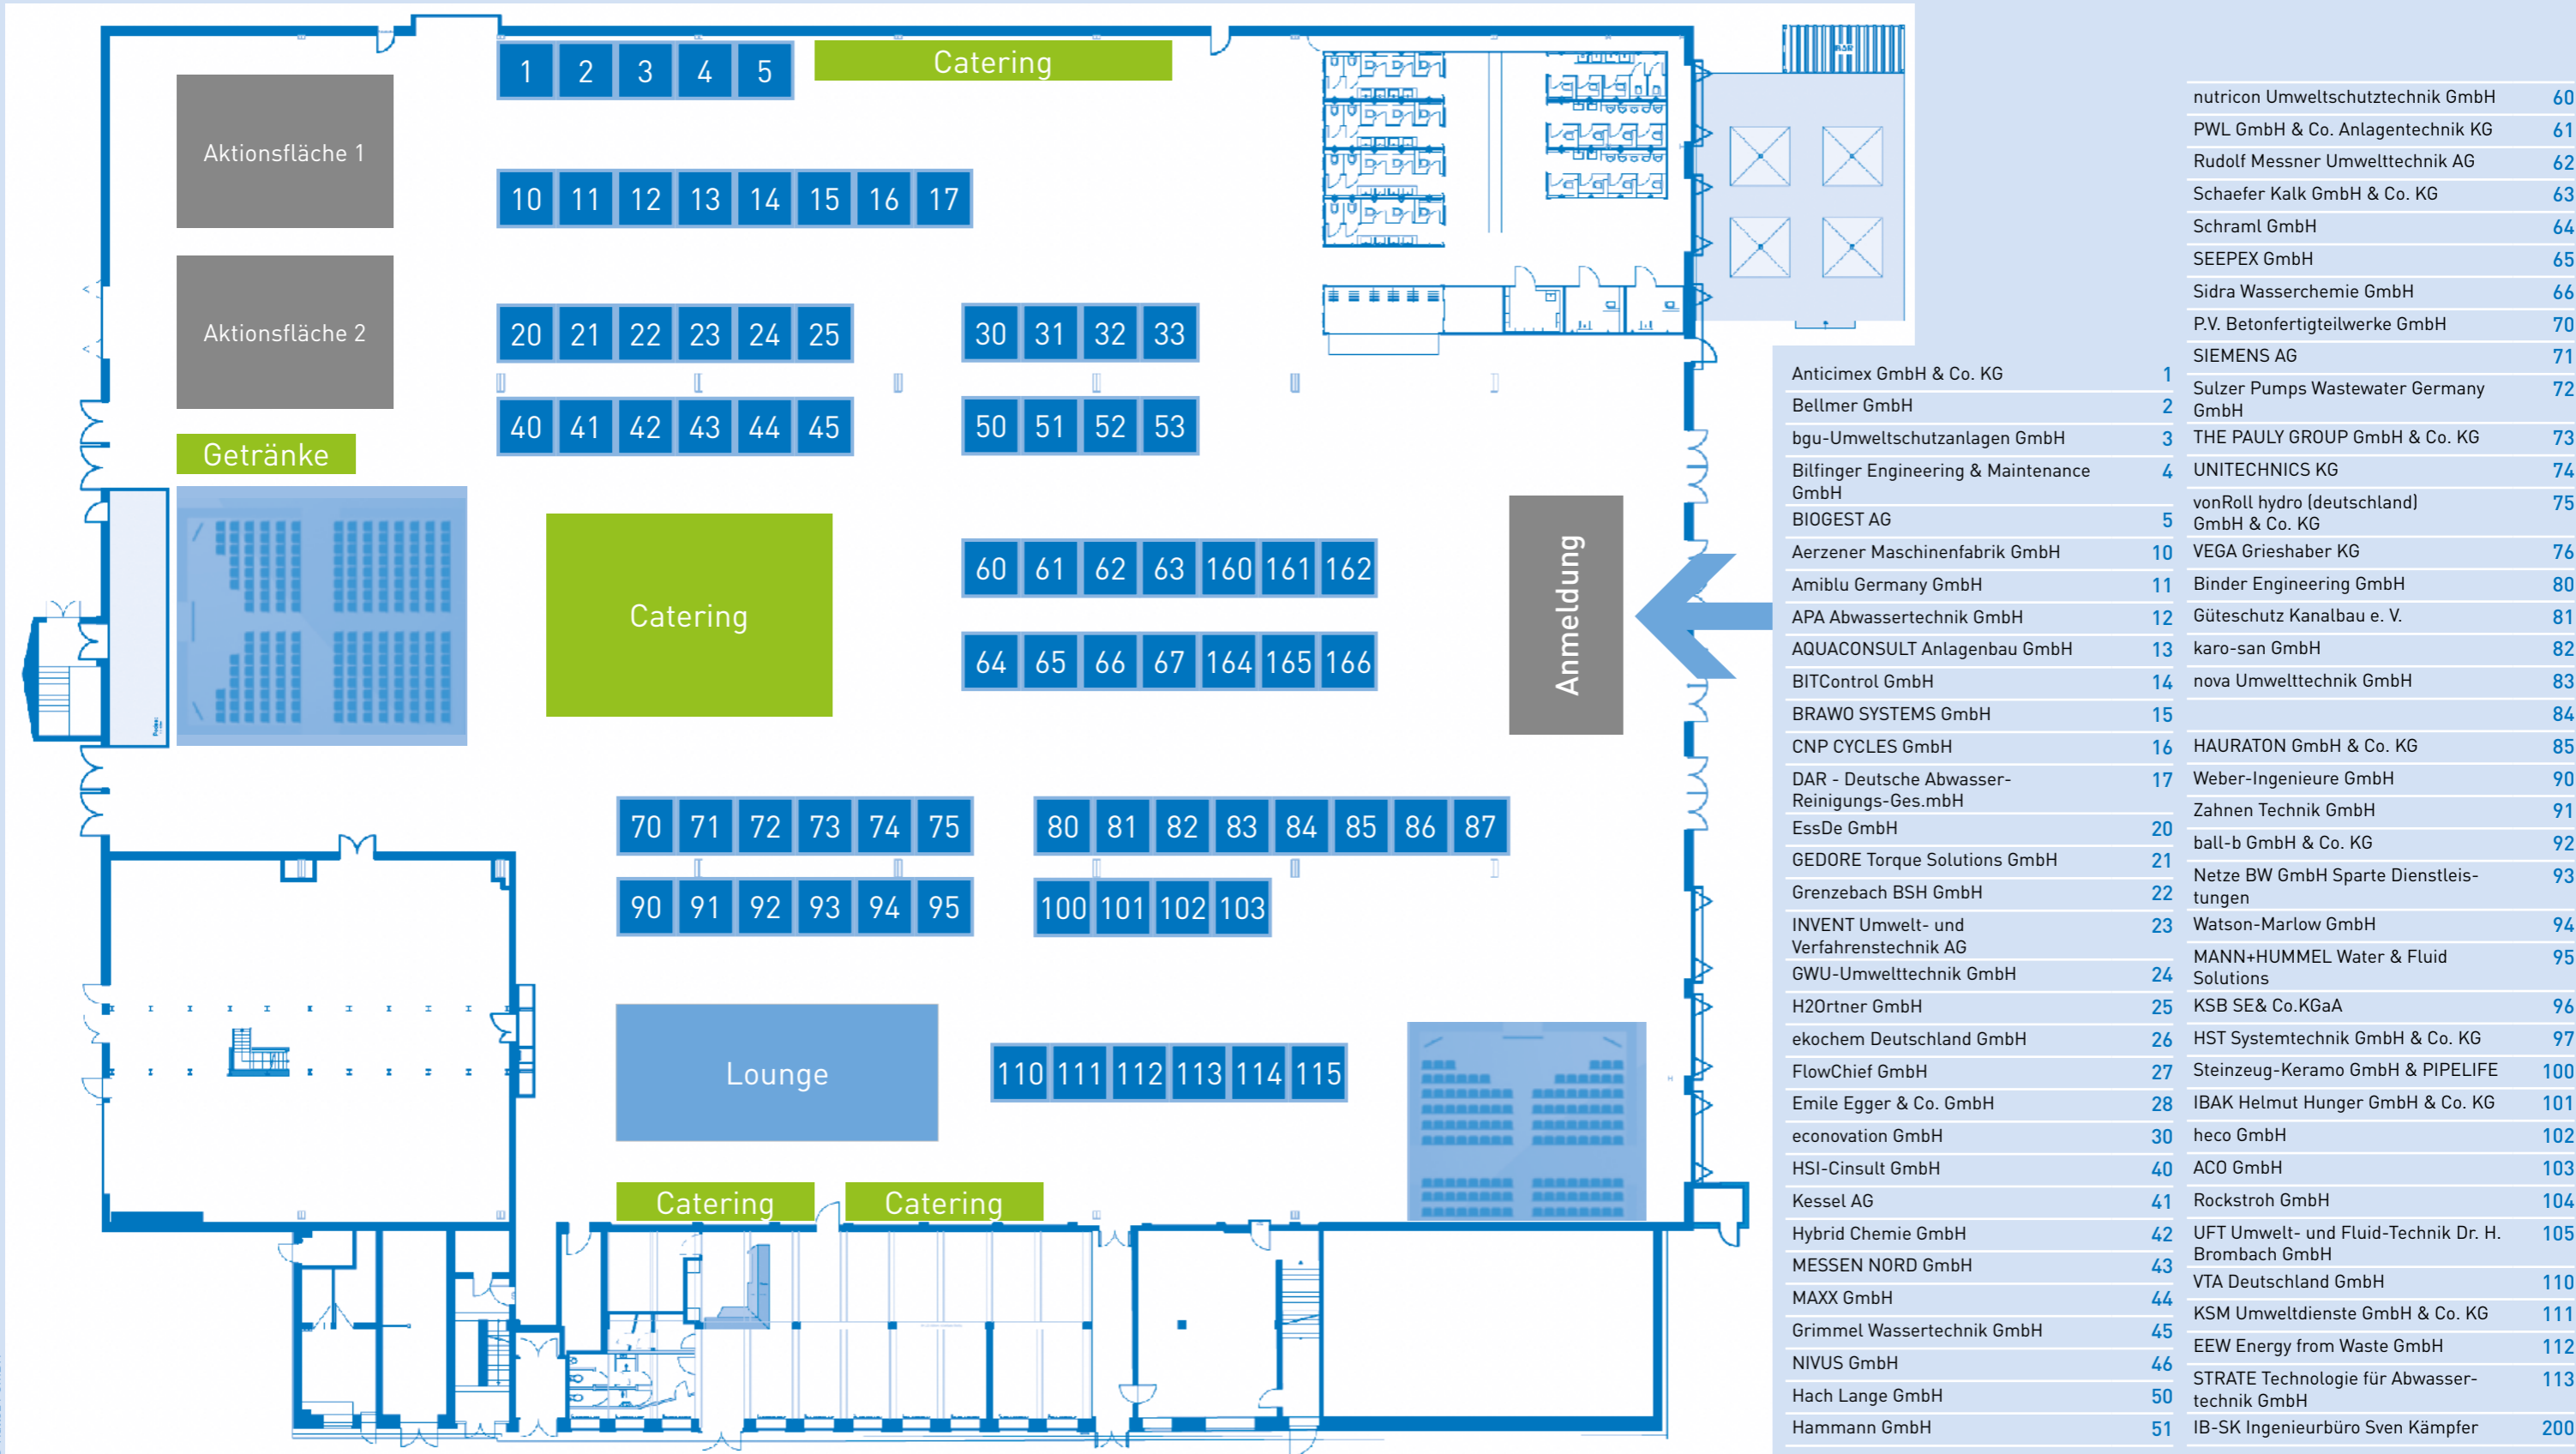 1 2 3 4 5
Catering
Aktionsfläche 1
10 11 12 13 14 15 16 17
Aktionsfläche 2
20 21 22 23 24 25
30 31 32 33
40 41 42 43 44 45
50 51 52 53
Getränke
Catering
60 61 62 63 160 161 162
64 65 66 67 164 165 166
Anmeldung
70 71 72 73 74 75
80 81 82 83 84 85 86 87
90 91 92 93 94 95
100 101 102 103
Lounge
110 111 112 113 114 115
Catering
Catering
Anticimex GmbH & Co. KG 1
Bellmer GmbH 2
bgu-Umweltschutzanlagen GmbH 3
Bilfinger Engineering & Maintenance 4
GmbH
BIOGEST AG 5
Aerzener Maschinenfabrik GmbH 10
Amiblu Germany GmbH 11
APA Abwassertechnik GmbH 12
AQUACONSULT Anlagenbau GmbH 13
BITControl GmbH 14
BRAWO SYSTEMS GmbH 15
CNP CYCLES GmbH 16
DAR - Deutsche Abwasser- 17
Reinigungs-Ges.mbH
EssDe GmbH 20
GEDORE Torque Solutions GmbH 21
Grenzebach BSH GmbH 22
INVENT Umwelt- und 23
Verfahrenstechnik AG
GWU-Umwelttechnik GmbH 24
H2Ortner GmbH 25
ekochem Deutschland GmbH 26
FlowChief GmbH 27
Emile Egger & Co. GmbH 28
econovation GmbH 30
HSI-Cinsult GmbH 40
Kessel AG 41
Hybrid Chemie GmbH 42
MESSEN NORD GmbH 43
MAXX GmbH 44
Grimmel Wassertechnik GmbH 45
NIVUS GmbH 46
Hach Lange GmbH 50
Hammann GmbH 51
nutricon Umweltschutztechnik GmbH 60
PWL GmbH & Co. Anlagentechnik KG 61
Rudolf Messner Umwelttechnik AG 62
Schaefer Kalk GmbH & Co. KG 63
Schraml GmbH 64
SEEPEX GmbH 65
Sidra Wasserchemie GmbH 66
P.V. Betonfertigteilwerke GmbH 70
SIEMENS AG 71
Sulzer Pumps Wastewater Germany 72
GmbH
THE PAULY GROUP GmbH & Co. KG 73
UNITECHNICS KG 74
vonRoll hydro (deutschland) 75
GmbH & Co. KG
VEGA Grieshaber KG 76
Binder Engineering GmbH 80
Güteschutz Kanalbau e. V. 81
karo-san GmbH 82
nova Umwelttechnik GmbH 83
84
HAURATON GmbH & Co. KG 85
Weber-Ingenieure GmbH 90
Zahnen Technik GmbH 91
ball-b GmbH & Co. KG 92
Netze BW GmbH Sparte Dienstleis- 93
tungen
Watson-Marlow GmbH 94
MANN+HUMMEL Water & Fluid 95
Solutions
KSB SE& Co.KGaA 96
HST Systemtechnik GmbH & Co. KG 97
Steinzeug-Keramo GmbH & PIPELIFE 100
IBAK Helmut Hunger GmbH & Co. KG 101
heco GmbH 102
ACO GmbH 103
Rockstroh GmbH 104
UFT Umwelt- und Fluid-Technik Dr. H. 105
Brombach GmbH
VTA Deutschland GmbH 110
KSM Umweltdienste GmbH & Co. KG 111
EEW Energy from Waste GmbH 112
STRATE Technologie für Abwasser- 113
technik GmbH
IB-SK Ingenieurbüro Sven Kämpfer 200